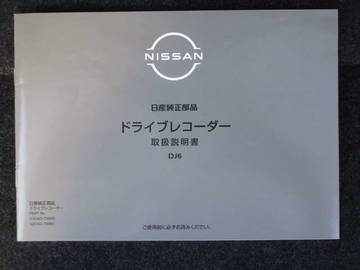 NISSAN
日産純正部品
ドライブレコーダー
取扱説明書
DJ6
日産純正部品
ドライブレコーダー
PART No.
ご使用前に必ずお読みください。